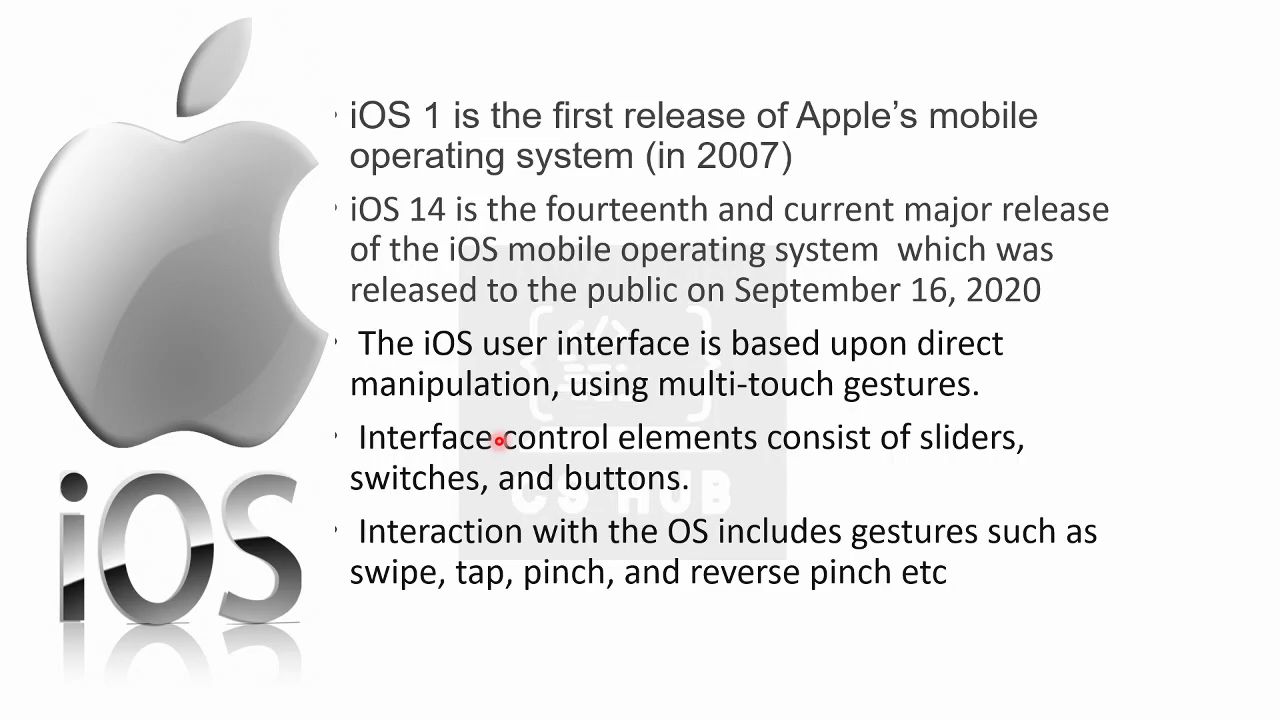 iOS 1 is the first release of Apple’s mobile
operating system (in 2007)
iOS 14 is the fourteenth and current major release
of the iOS mobile operating system  which was
released to the public on September 16, 2020
The iOS user interface is based upon direct
manipulation, using multi-touch gestures.
Interface control elements consist of sliders,
switches, and buttons.
CS HUB
Interaction with the OS includes gestures such as
swipe, tap, pinch, and reverse pinch etc
iOS